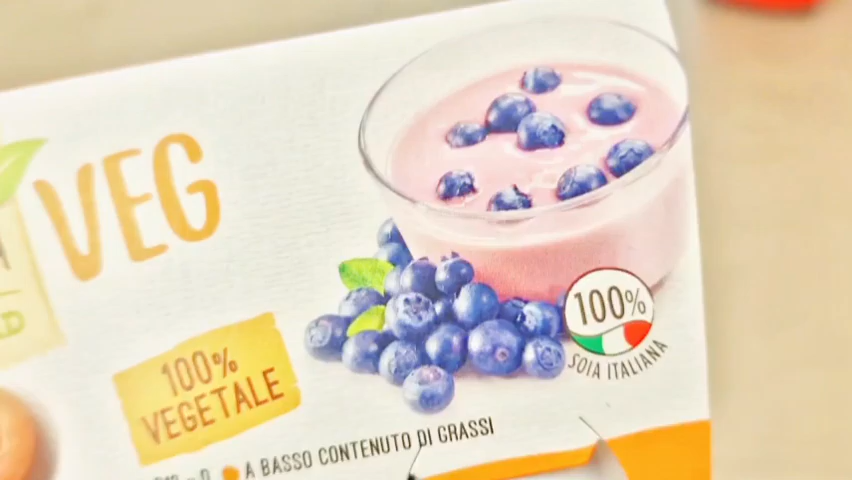 VEG
100%
VEGETALE
100%
SOIA ITALIANA
A BASSO CONTENUTO DI GRASSI